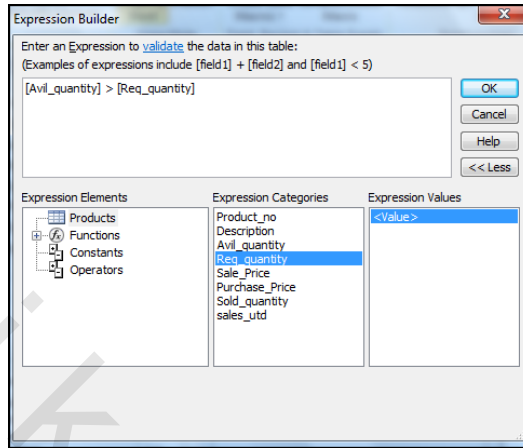 Expression Builder
Enter an Expression to validate the data in this table:
(Examples of expressions include [field1] + [field2] and [field1] < 5)
[Avil_quantity] > [Req_quantity]
OK
Cancel
Help
<< Less
Expression Elements
Products
Functions
Constants
Operators
Expression Categories
Product_no
Description
Avil_quantity
Req_quantity
Sale_Price
Purchase_Price
Sold_quantity
sales_utd
Expression Values
<Value>